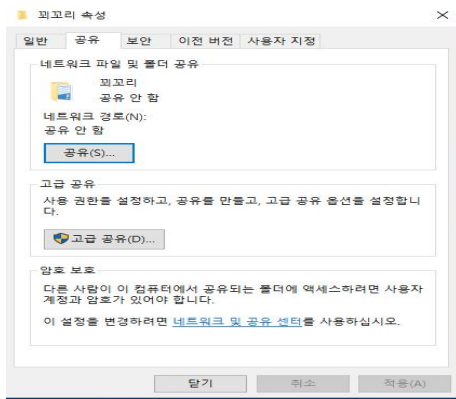 꾀꼬리 속성
일반 공유 보안 이전 버전 사용자 지정
네트워크 파일 및 폴더 공유
꾀꼬리
공유 안 함
네트워크 경로(N):
공유 안 함
공유(S)...
고급 공유
사용 권한을 설정하고, 공유를 만들고, 고급 공유 옵션을 설정합니
다.
고급 공유(D)...
암호 보호
다른 사람이 이 컴퓨터에서 공유되는 폴더에 액세스하려면 사용자
계정과 암호가 있어야 합니다.
이 설정을 변경하려면 네트워크 및 공유 센터를 사용하십시오.
닫기 취소 적용(A)